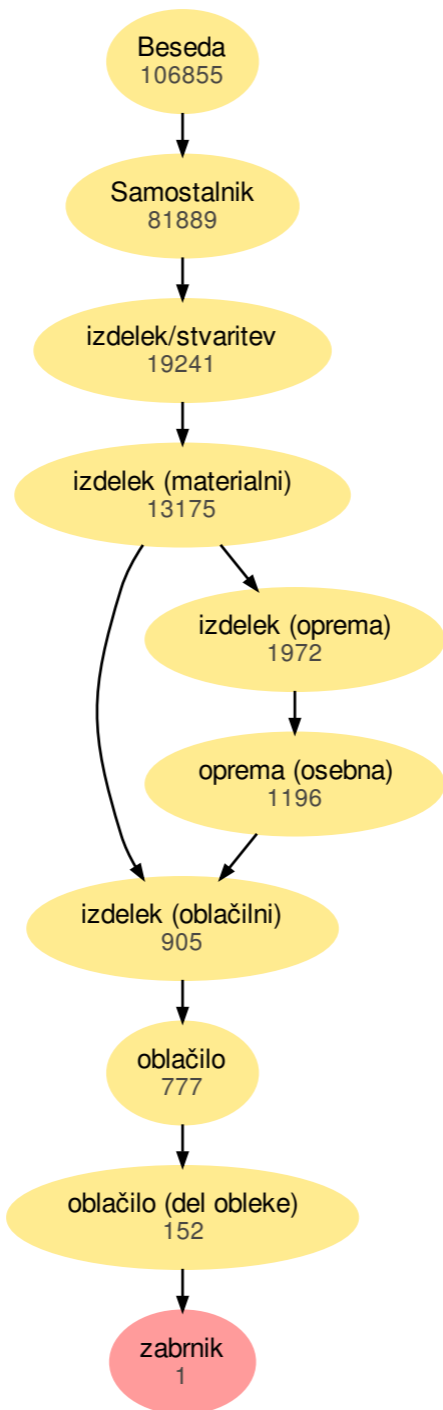 Beseda
106855
Samostalnik
81889
izdelek/stvaritev
19241
izdelek (materialni)
13175
izdelek (oprema)
1972
oprema (osebna)
1196
izdelek (oblačilni)
905
oblačilo
777
oblačilo (del obleke)
152
zabrnik
1